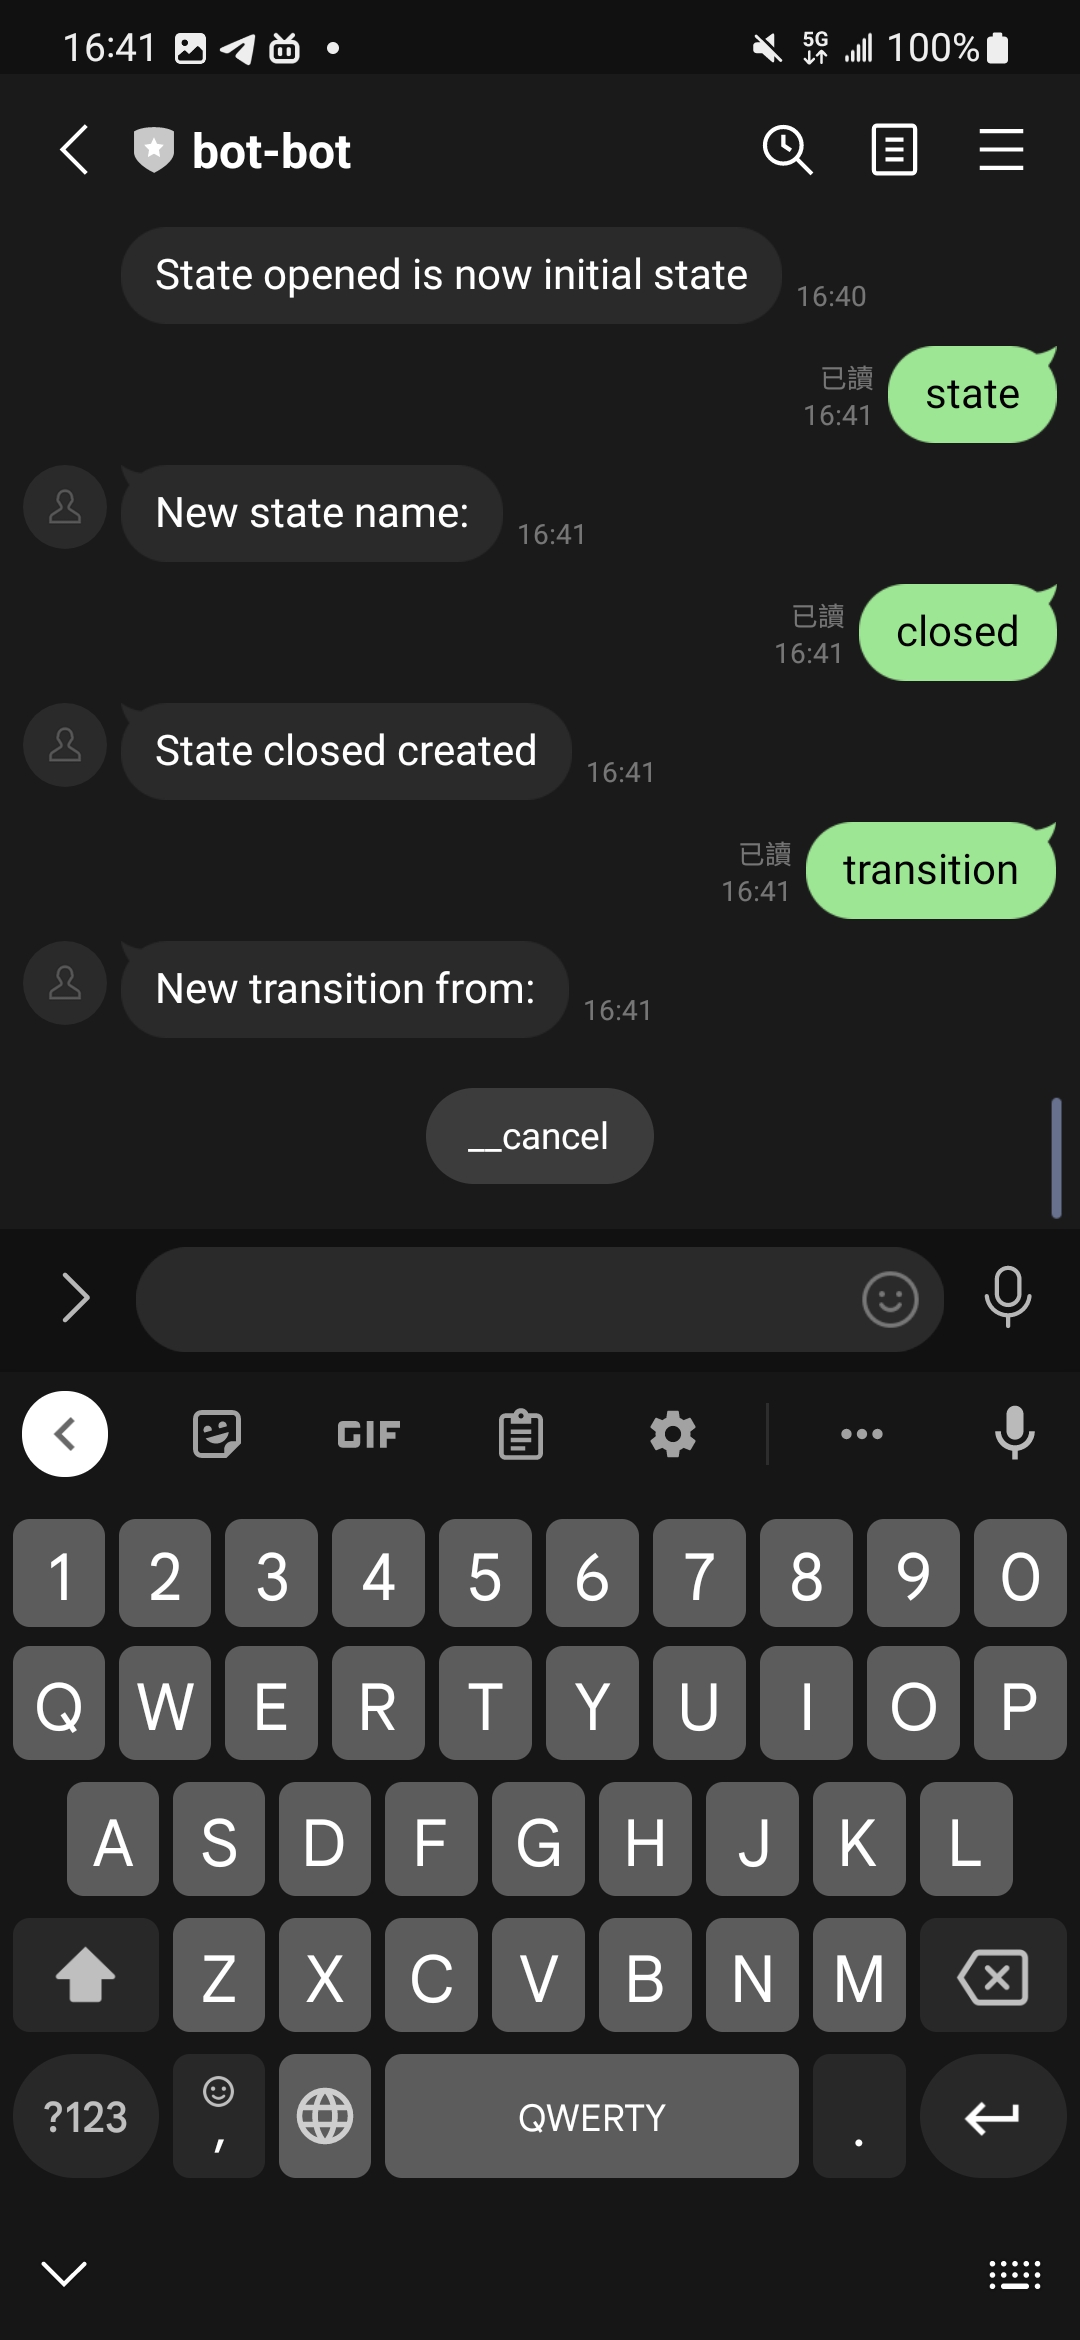 16:41
5G
100%
bot-bot
State opened is now initial state
16:40
已讀
16:41
state
New state name:
16:41
已讀
16:41
closed
State closed created
16:41
已讀
16:41
transition
New transition from:
16:41
__cancel
GIF
1 2 3 4 5 6 7 8 9 0
Q W E R T Y U I O P
A S D F G H J K L
Z X C V B N M
?123 , QWERTY .